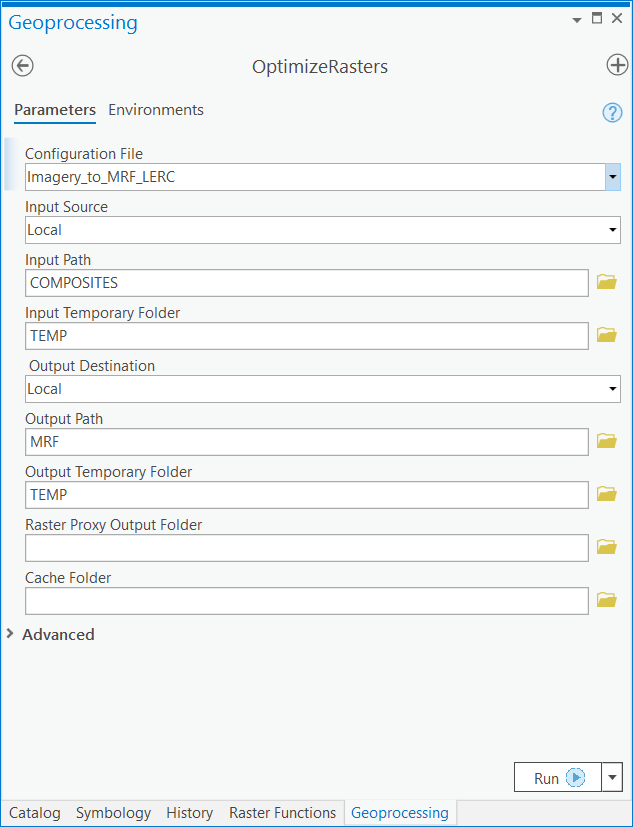 Geoprocessing
OptimizeRasters
Parameters Environments
Configuration File
Imagery_to_MRF_LERC
Input Source
Local
Input Path
COMPOSITES
Input Temporary Folder
TEMP
Output Destination
Local
Output Path
MRF
Output Temporary Folder
TEMP
Raster Proxy Output Folder
Cache Folder
Advanced
Run
Catalog Symbology History Raster Functions Geoprocessing